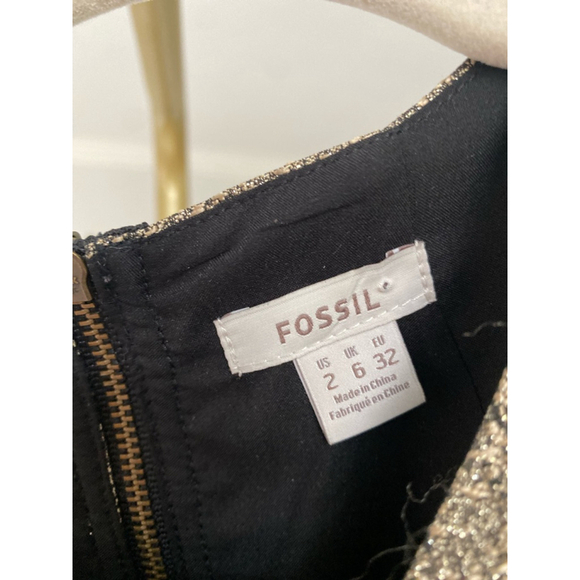 FOSSIL
US UK EU
2 6 32
Made in China
Fabriqué en Chine